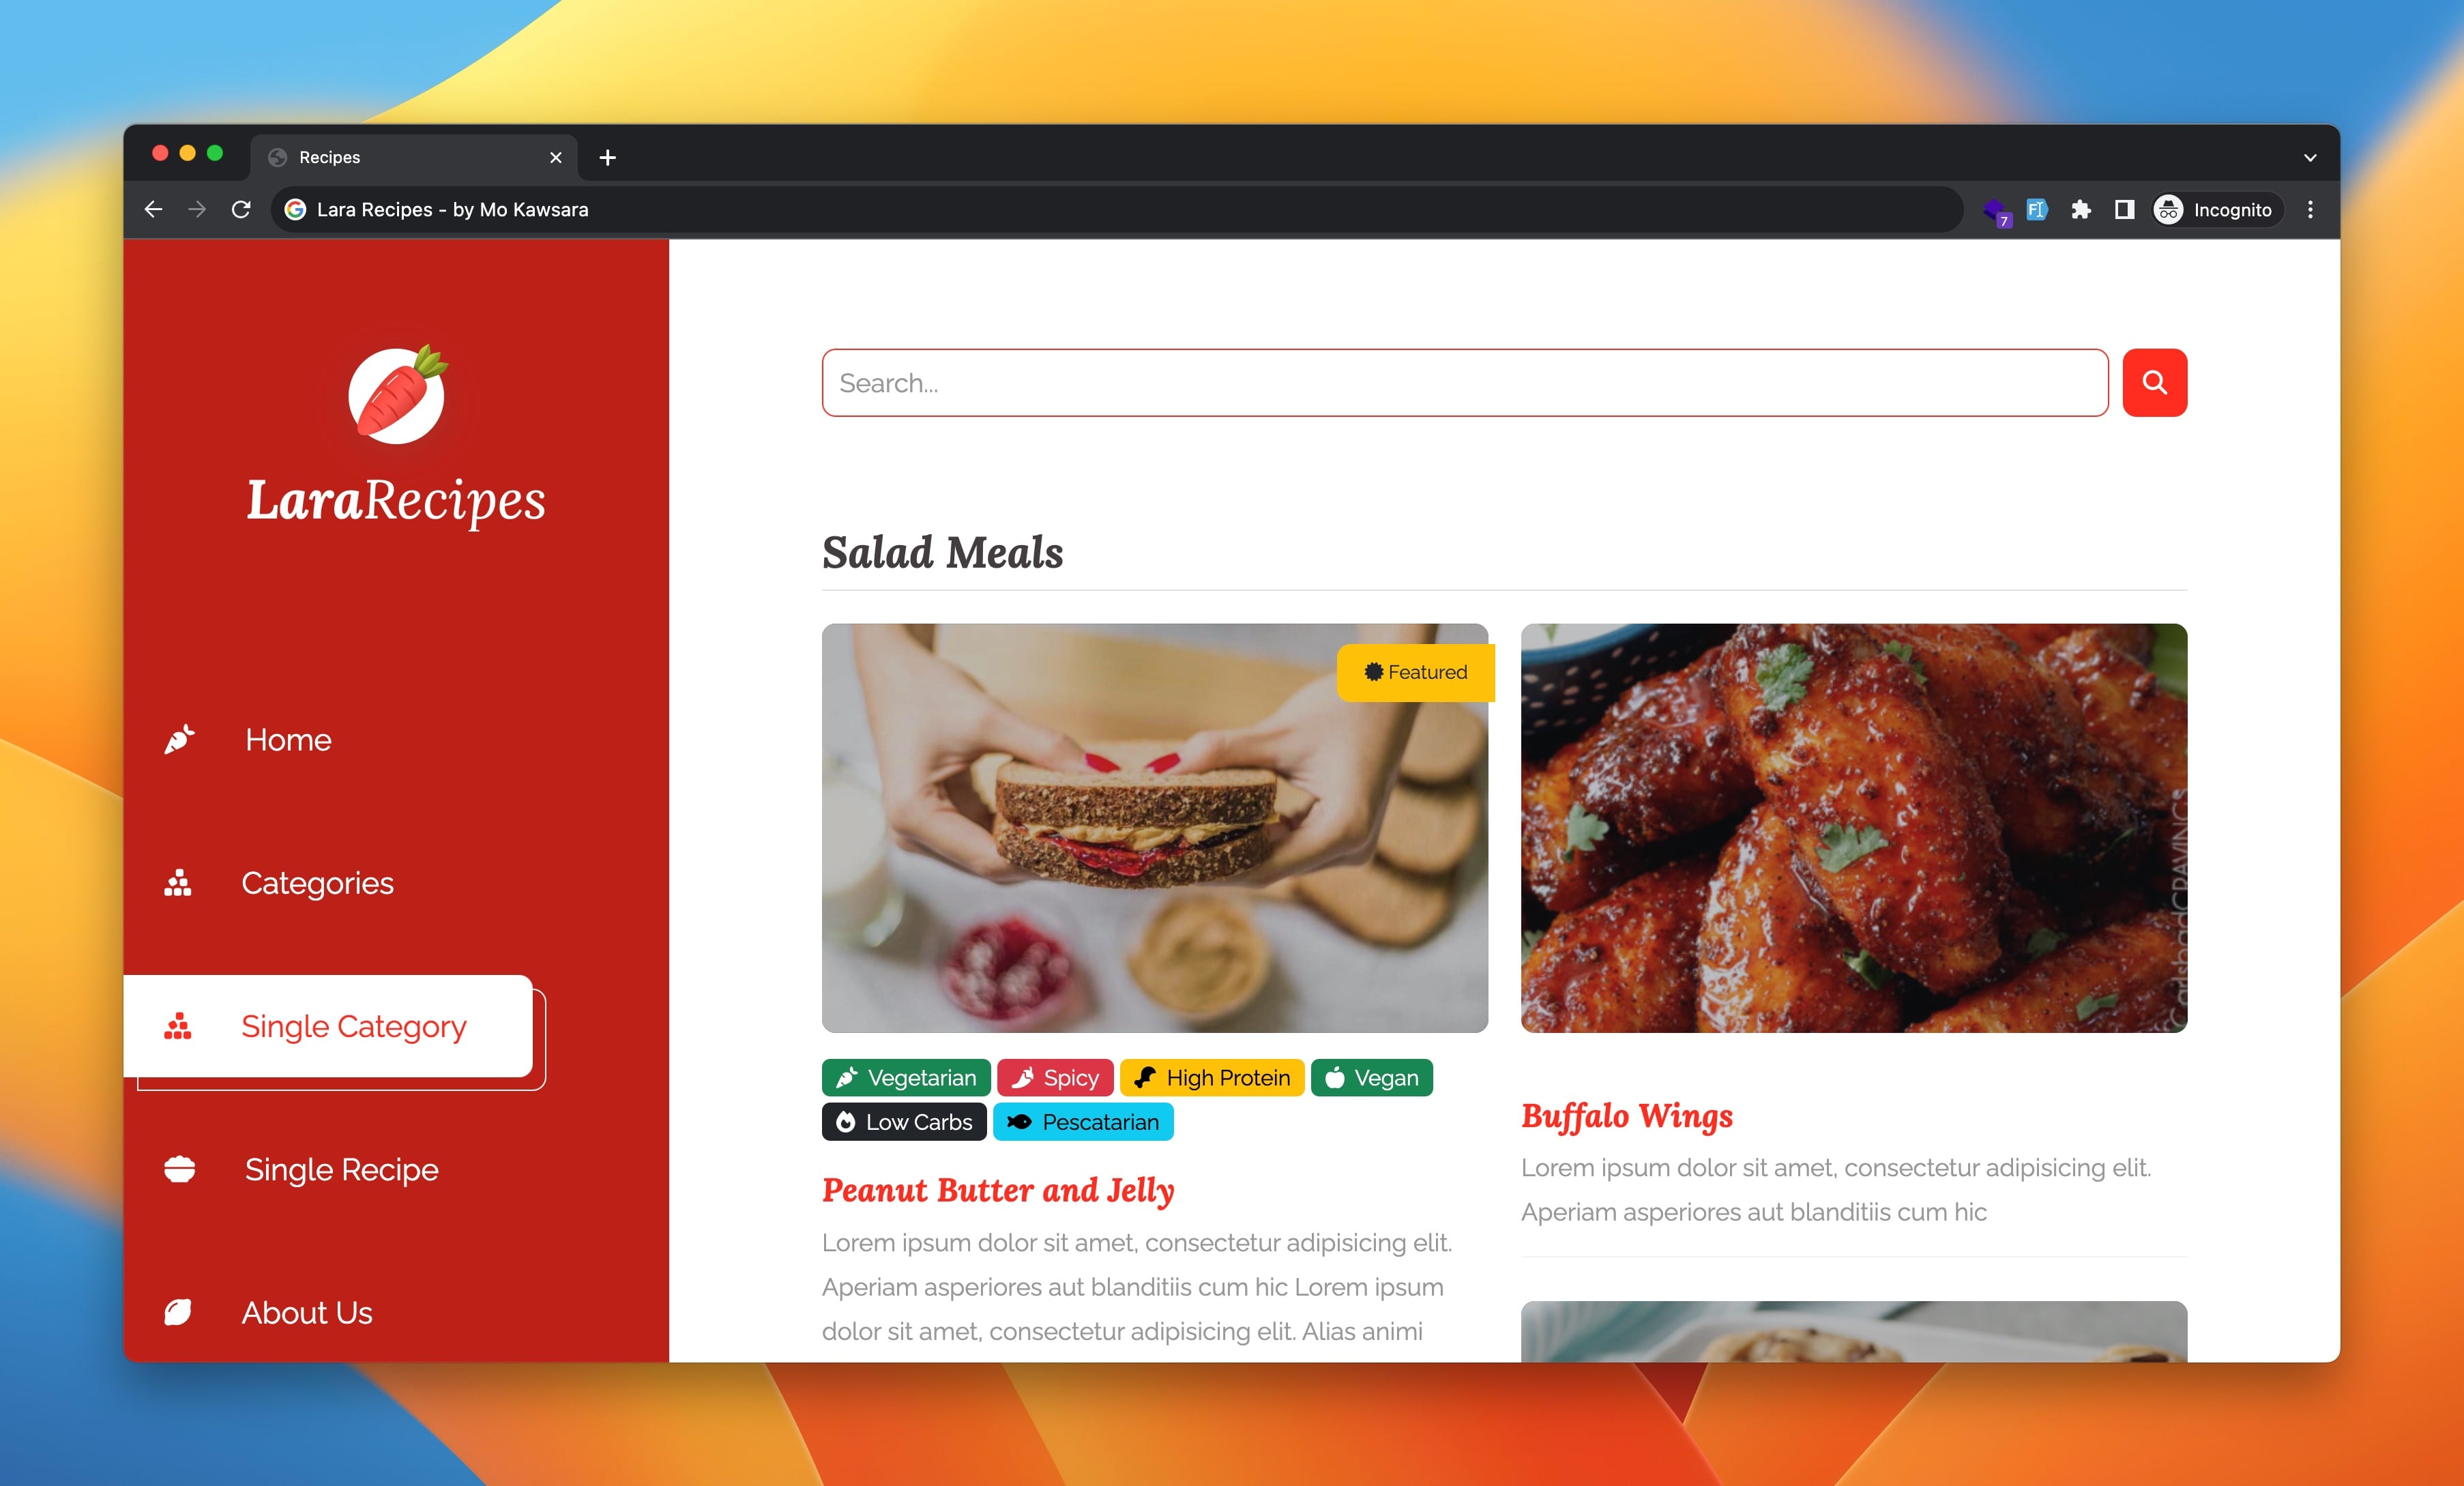 Recipes
Lara Recipes - by Mo Kawsara
7
Incognito
LaraRecipes
Home
Categories
Single Category
Single Recipe
About Us
Search...
Salad Meals
Featured
Vegetarian
Spicy
High Protein
Vegan
Low Carbs
Pescatarian
Peanut Butter and Jelly
Lorem ipsum dolor sit amet, consectetur adipisicing elit.
Aperiam asperiores aut blanditiis cum hic Lorem ipsum
dolor sit amet, consectetur adipisicing elit. Alias animi
CarlsbadCRAVINGS
Buffalo Wings
Lorem ipsum dolor sit amet, consectetur adipisicing elit.
Aperiam asperiores aut blanditiis cum hic